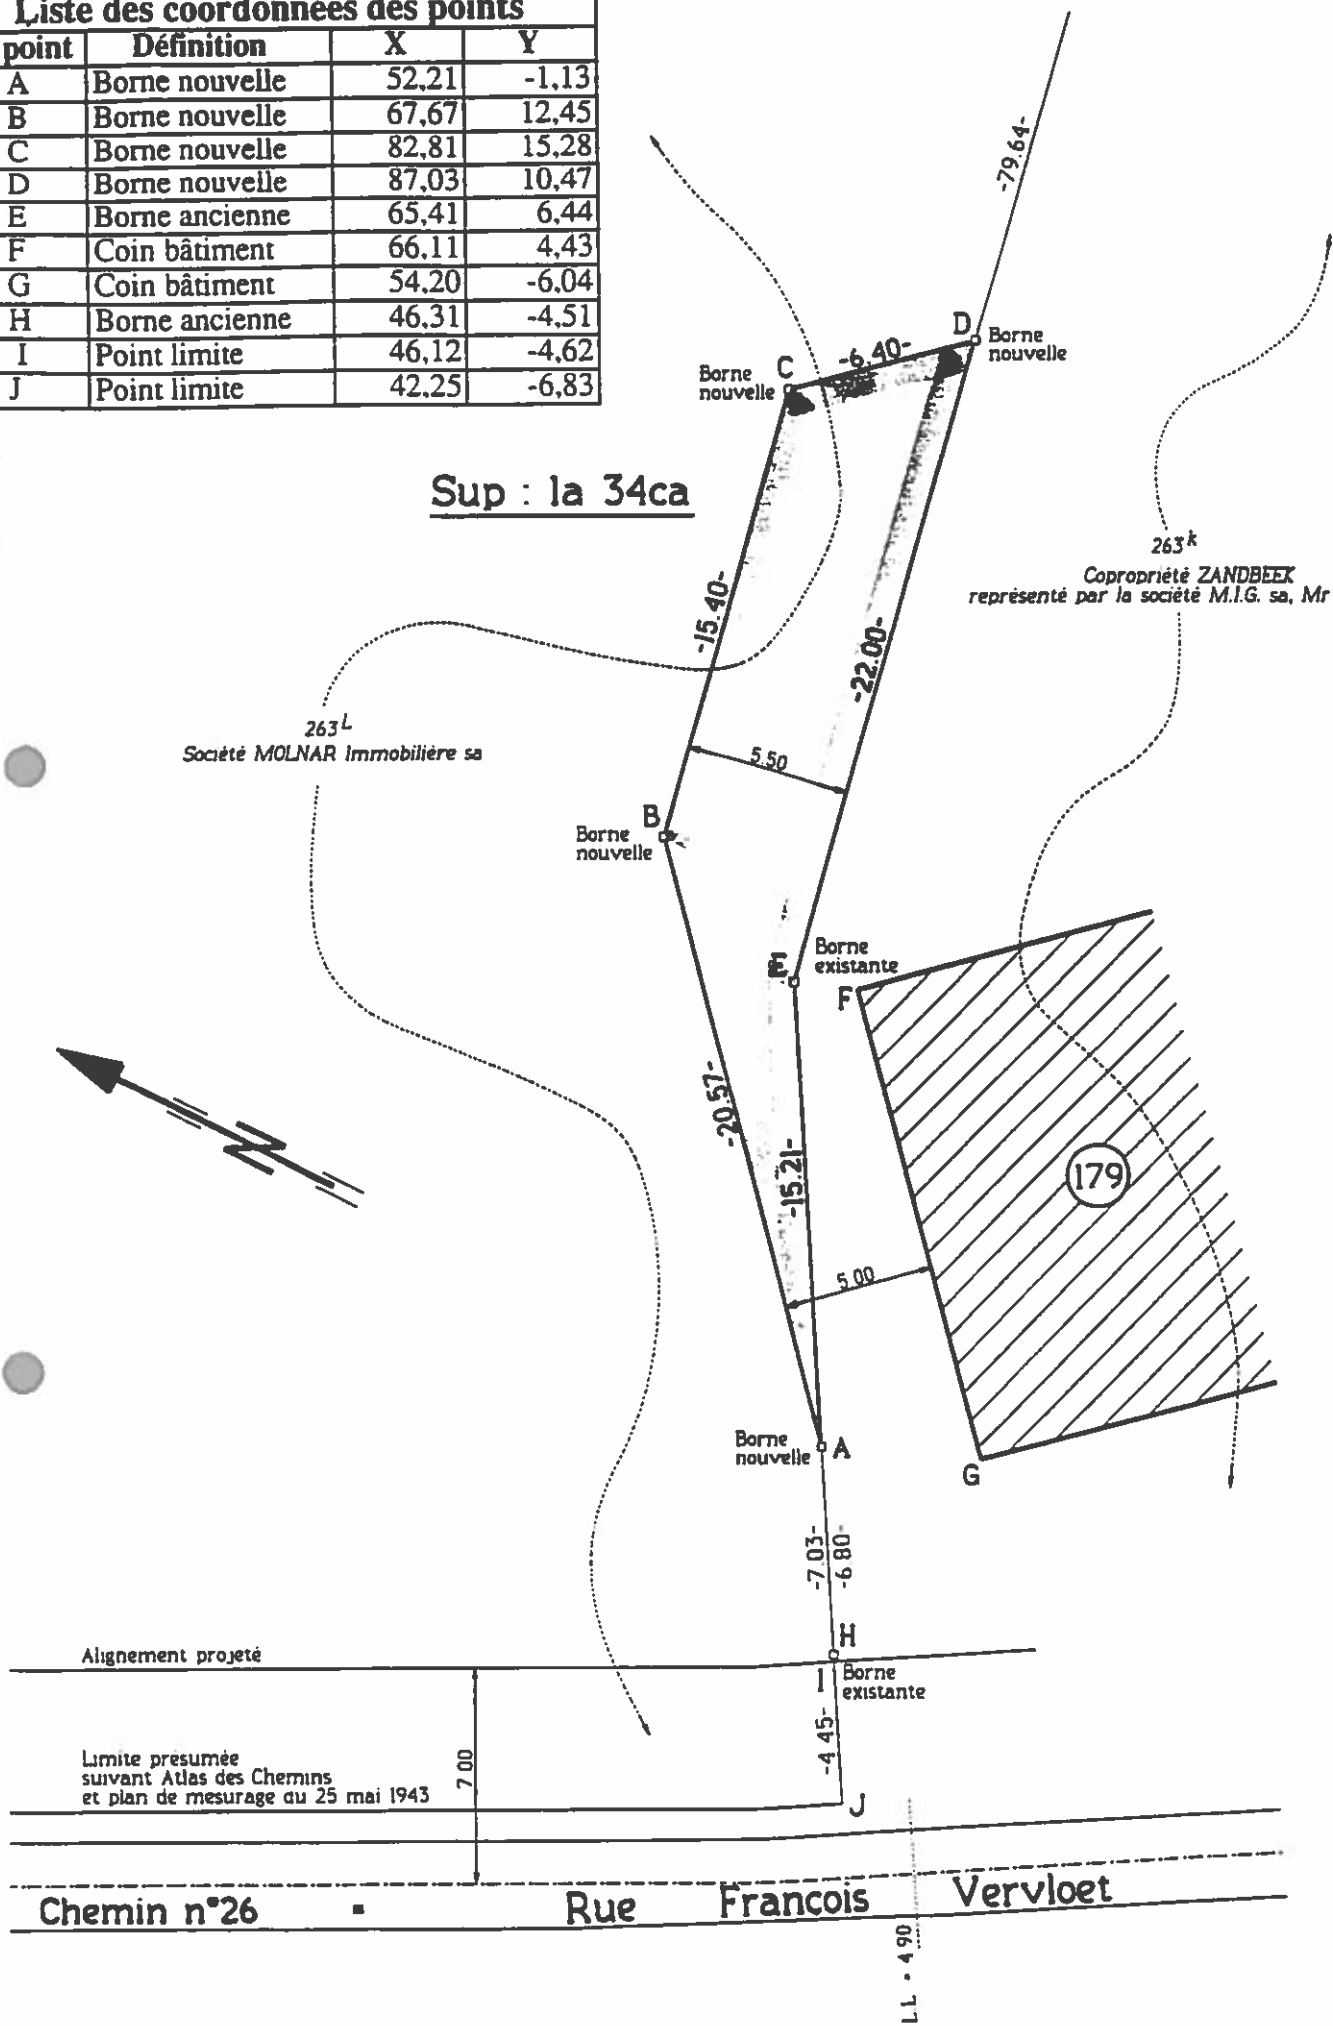 Liste des coordonnées des points
point Définition X Y
A Borne nouvelle 52,21 -1,13
B Borne nouvelle 67,67 12,45
C Borne nouvelle 82,81 15,28
D Borne nouvelle 87,03 10,47
E Borne ancienne 65,41 6,44
F Coin bâtiment 66,11 4,43
G Coin bâtiment 54,20 -6,04
H Borne ancienne 46,31 -4,51
I Point limite 46,12 -4,62
J Point limite 42,25 -6,83
-79.64-
D Borne
nouvelle
-6.40-
C
Borne
nouvelle
Sup : 1a 34ca
263k
Copropriété ZANDBEEK
représenté par la société M.I.G. sa, Mr
-15.40-
-22.00-
263L
Société MOLNAR Immobilière sa
5.50
B
Borne
nouvelle
E
Borne
existante
F
-20.57-
-15.21-
179
5.00
Borne
nouvelle
A
G
-7.03-
-6.80-
H
Alignement projeté
I
Borne
existante
-4.45-
7.00
Limite présumée
suivant Atlas des Chemins
et plan de mesurage du 25 mai 1943
J
Chemin n°26 - Rue François Vervloet
LL = 4.90